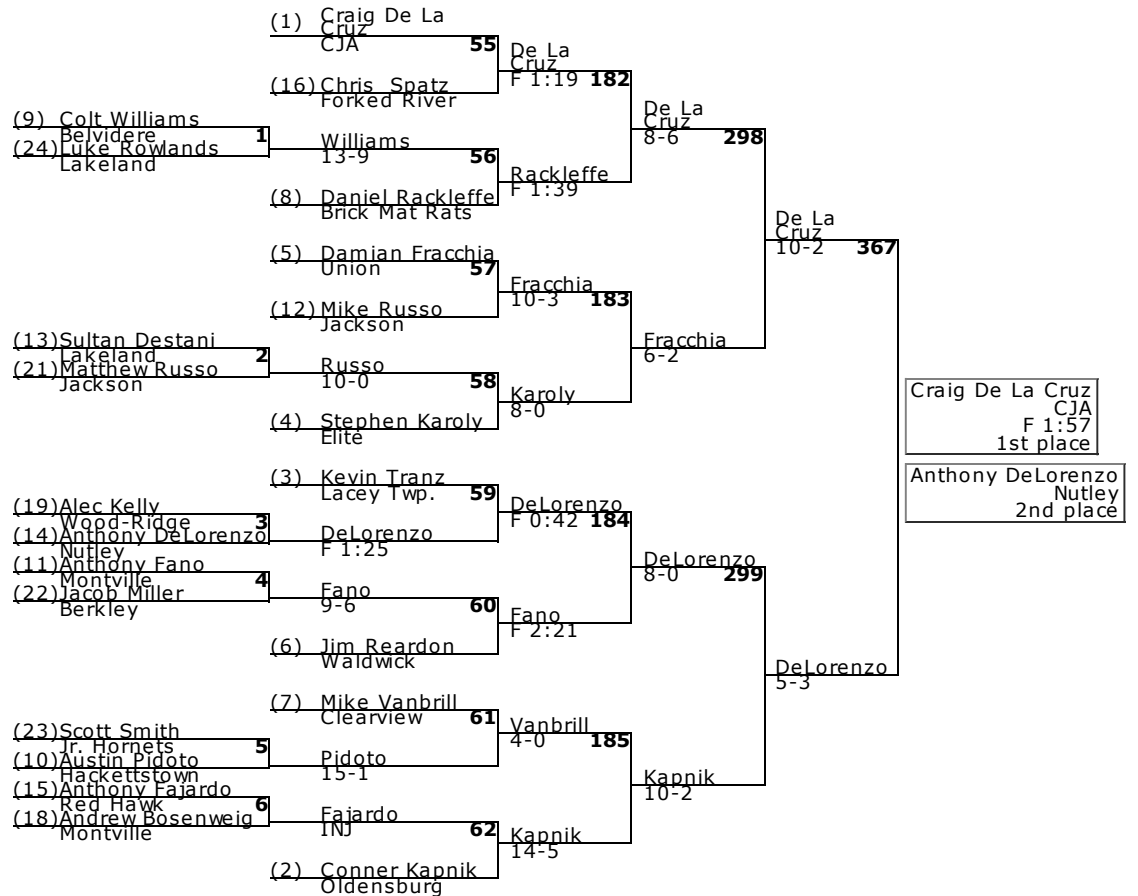 (1) Craig De La
Cruz
CJA 55
De La
Cruz
F 1:19 182
(16) Chris Spatz
Forked River
De La
Cruz
8-6 298
(9) Colt Williams
Belvidere 1
(24) Luke Rowlands
Lakeland
Williams
13-9 56
Rackleffe
F 1:39
(8) Daniel Rackleffe
Brick Mat Rats
De La
Cruz
10-2 367
(5) Damian Fracchia
Union 57
Fracchia
10-3 183
(12) Mike Russo
Jackson
Fracchia
6-2
(13) Sultan Destani
Lakeland 2
(21) Matthew Russo
Jackson
Russo
10-0 58
Karoly
8-0
(4) Stephen Karoly
Elite
Craig De La Cruz
CJA
F 1:57
1st place
Anthony DeLorenzo
Nutley
2nd place
(3) Kevin Tranz
Lacey Twp. 59
DeLorenzo
F 0:42 184
(19) Alec Kelly
Wood-Ridge 3
(14) Anthony DeLorenzo
Nutley
DeLorenzo
F 1:25
DeLorenzo
8-0 299
(11) Anthony Fano
Montville 4
(22) Jacob Miller
Berkley
Fano
9-6 60
Fano
F 2:21
(6) Jim Reardon
Waldwick
DeLorenzo
5-3
(7) Mike Vanbrill
Clearview 61
Vanbrill
4-0 185
(23) Scott Smith
Jr. Hornets 5
(10) Austin Pidoto
Hackettstown
Pidoto
15-1
Kapnik
10-2
(15) Anthony Fajardo
Red Hawk 6
(18) Andrew Bosenweig
Montville
Fajardo
INJ 62
Kapnik
14-5
(2) Conner Kapnik
Oldensburg